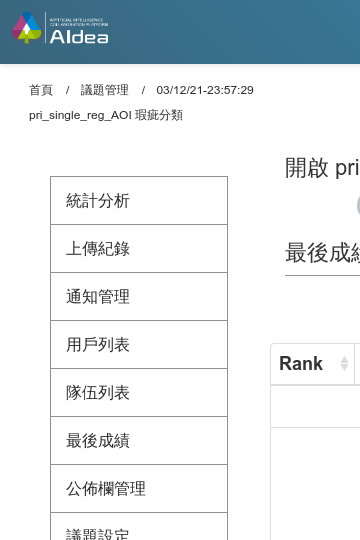 ARTIFICIAL INTELLIGENCE
COLLABORATION PLATFORM
AIdea
首頁 / 議題管理 / 03/12/21-23:57:29
pri_single_reg_AOI 瑕疵分類
開啟 pri
最後成績
統計分析
上傳紀錄
通知管理
用戶列表
隊伍列表
最後成績
公佈欄管理
議題設定
Rank